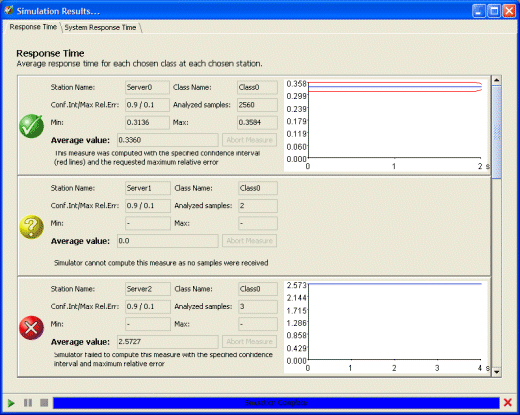 Simulation Results...
Response Time
System Response Time
Response Time
Average response for each chosen class at each chosen station.
Station Name: Server0 Class Name: Class0
Conf.Int/Max Rel.Err: 0.9 / 0.1 Analyzed samples: 2560
Min: 0.3136 Max: 0.3584
Average value: 0.3360 Abort Measure
This measure was computed with the specified confidence interval
(red lines) and the requested maximum relative error
0.358
0.299
0.239
0.179
0.119
0.060
0.000
0 1 2 s
Station Name: Server1 Class Name: Class0
Conf.Int/Max Rel.Err: 0.9 / 0.1 Analyzed samples: 2
Min: - Max: -
Average value: 0.0 Abort Measure
Simulator cannot compute this measure as no samples were received
Station Name: Server2 Class Name: Class0
Conf.Int/Max Rel.Err: 0.9 / 0.1 Analyzed samples: 3
Min: - Max: -
Average value: 2.5727 Abort Measure
Simulator failed to compute this measure with the specified confidence
interval and maximum relative error
2.573
2.144
1.715
1.286
0.858
0.429
0.000
0 1 2 3 4 s